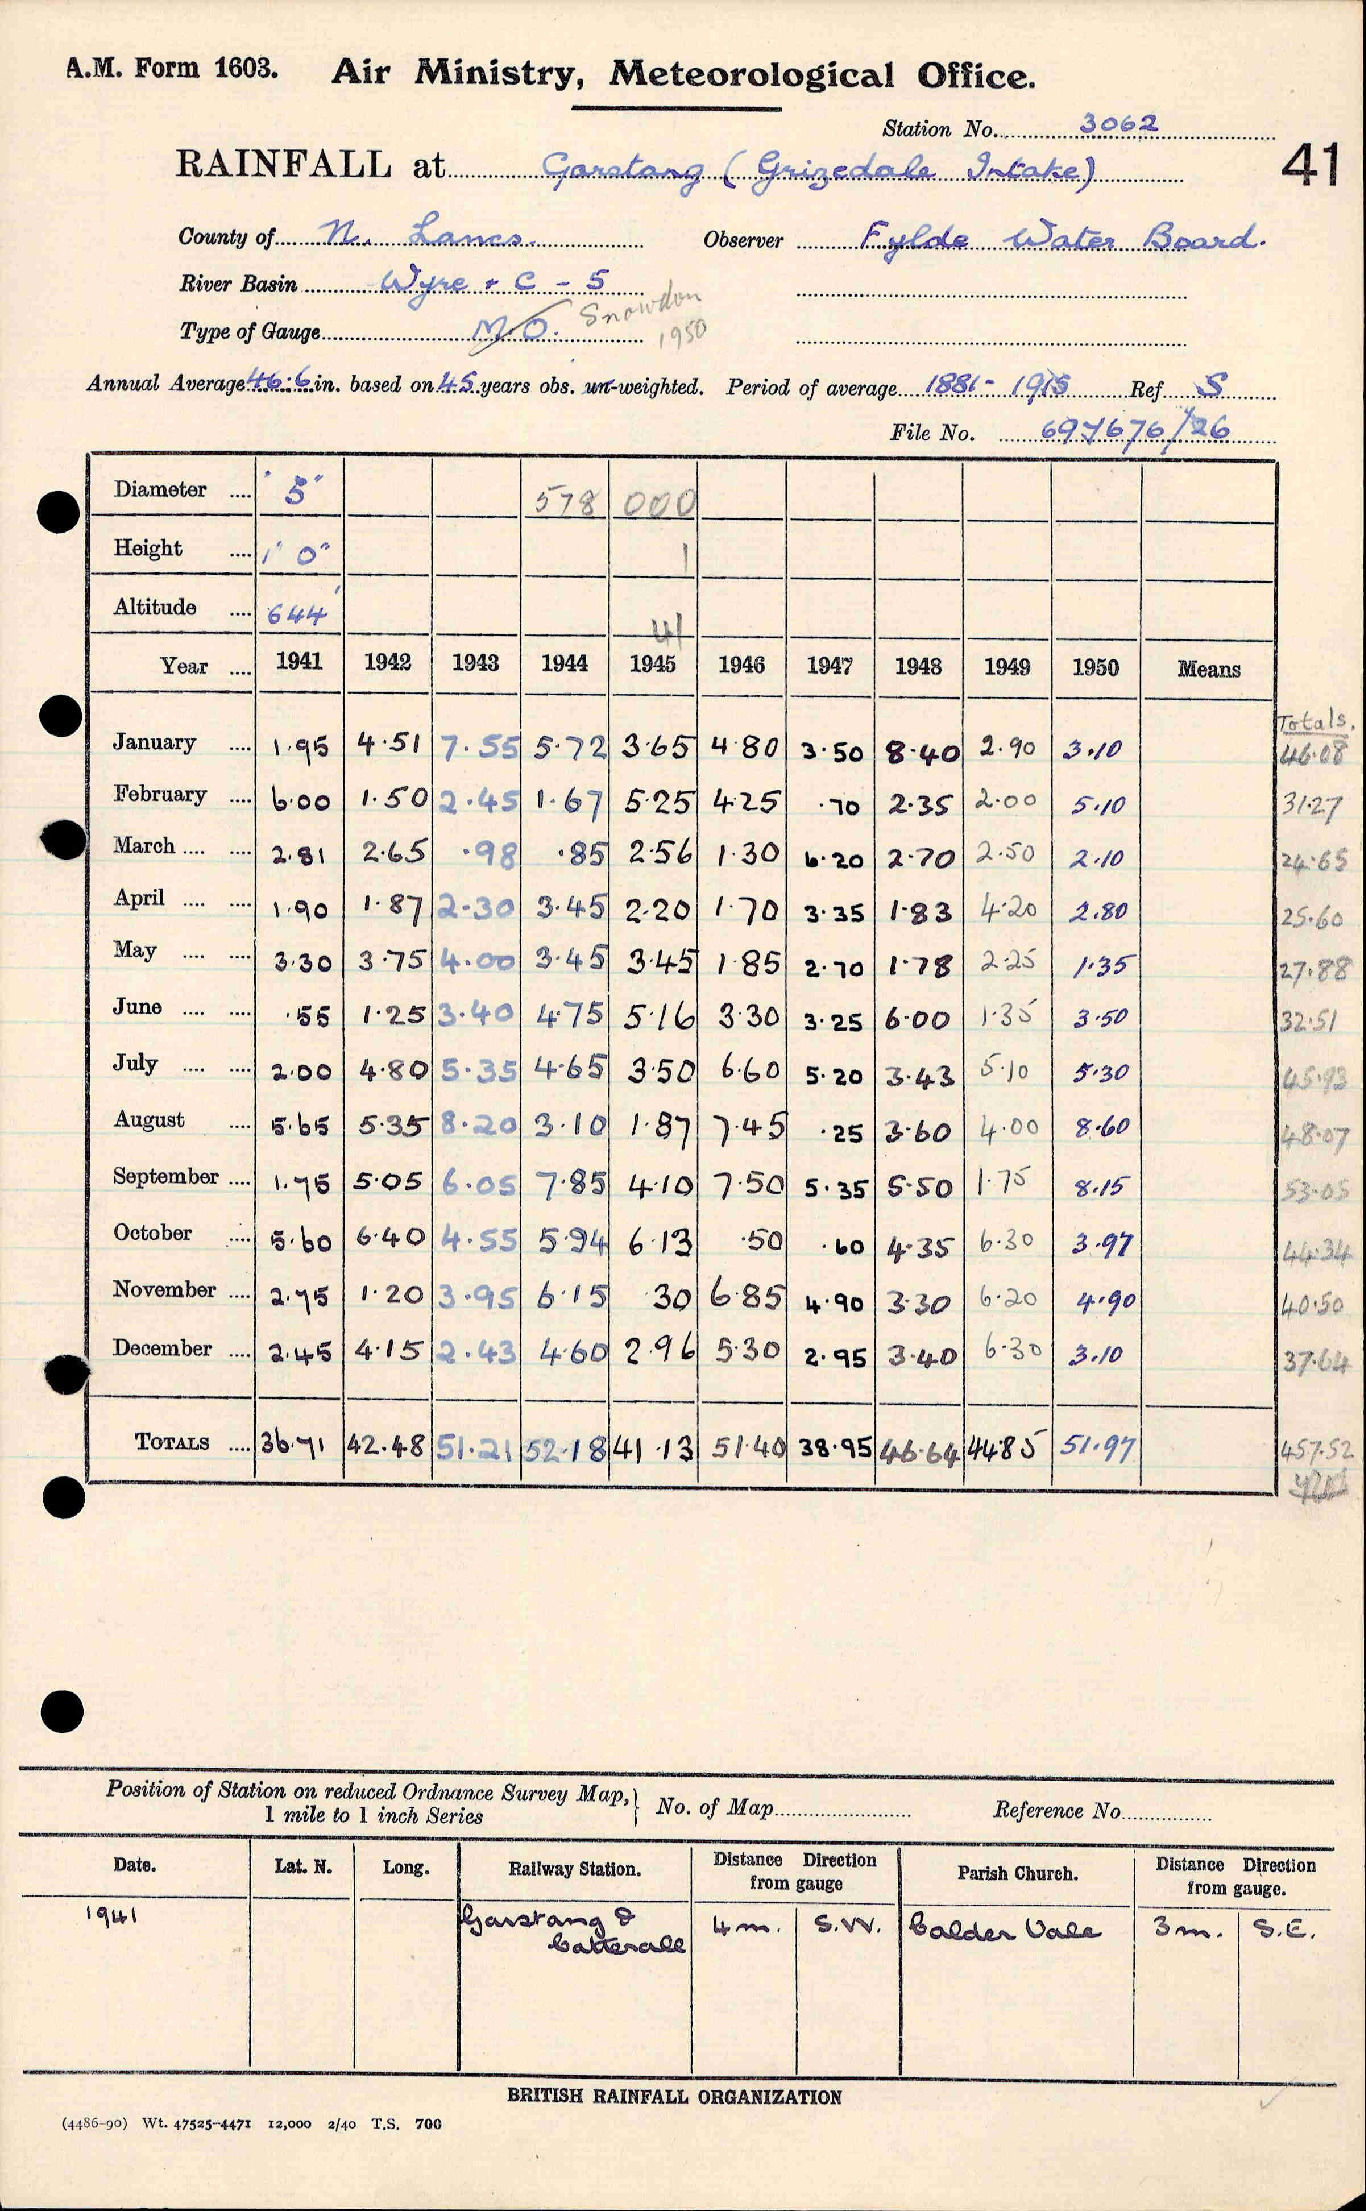 A.M. Form 1603. Air Ministry, Meteorological Office.
Station No. 3062
41
RAINFALL at Garstang (Grizedale Intake)
County of N. Lancs. Observer Fylde Water Board.
River Basin Wyre + C - 5
Type of Gauge M.O. Snowdon 1950
Annual Average 46.6 in. based on 45 years obs. un-weighted. Period of average 1881-1915 Ref S
File No. 697676/26
Diameter .... 5" 578 000
Height .... 1' 0" 1
Altitude .... 644' 41
Year .... 1941 1942 1943 1944 1945 1946 1947 1948 1949 1950 Means
Totals.
January .... 1.95 4.51 7.55 5.72 3.65 4.80 3.50 8.40 2.90 3.10 46.08
February .... 6.00 1.50 2.45 1.67 5.25 4.25 .70 2.35 2.00 5.10 31.27
March .... .... 2.81 2.65 .98 .85 2.56 1.30 6.20 2.70 2.50 2.10 24.65
April .... .... 1.90 1.87 2.30 3.45 2.20 1.70 3.35 1.83 4.20 2.80 25.60
May .... .... 3.30 3.75 4.00 3.45 3.45 1.85 2.70 1.78 2.25 1.35 27.88
June .... .... .55 1.25 3.40 4.75 5.16 3.30 3.25 6.00 1.35 3.50 32.51
July .... .... 2.00 4.80 5.35 4.65 3.50 6.60 5.20 3.43 5.10 5.30 45.93
August .... 5.65 5.35 8.20 3.10 1.87 7.45 .25 3.60 4.00 8.60 48.07
September .... 1.75 5.05 6.05 7.85 4.10 7.50 5.35 5.50 1.75 8.15 53.05
October .... 5.60 6.40 4.55 5.94 6.13 .50 .60 4.35 6.30 3.97 44.34
November .... 2.75 1.20 3.95 6.15 30 6.85 4.90 3.30 6.20 4.90 40.50
December .... 2.45 4.15 2.43 4.60 2.96 5.30 2.95 3.40 6.30 3.10 37.64
TOTALS .... 36.71 42.48 51.21 52.18 41.13 51.40 38.95 46.64 44.85 51.97 457.52
Position of Station on reduced Ordnance Survey Map, 1 mile to 1 inch Series } No. of Map Reference No.
Date. Lat. N. Long. Railway Station. Distance Direction from gauge Parish Church. Distance Direction from gauge.
1941 Garstang & Catterall 4 m. S.W. Calder Vale 3 m. S.E.
BRITISH RAINFALL ORGANIZATION
(4486-90) Wt. 47525-4471 12,000 2/40 T.S. 700